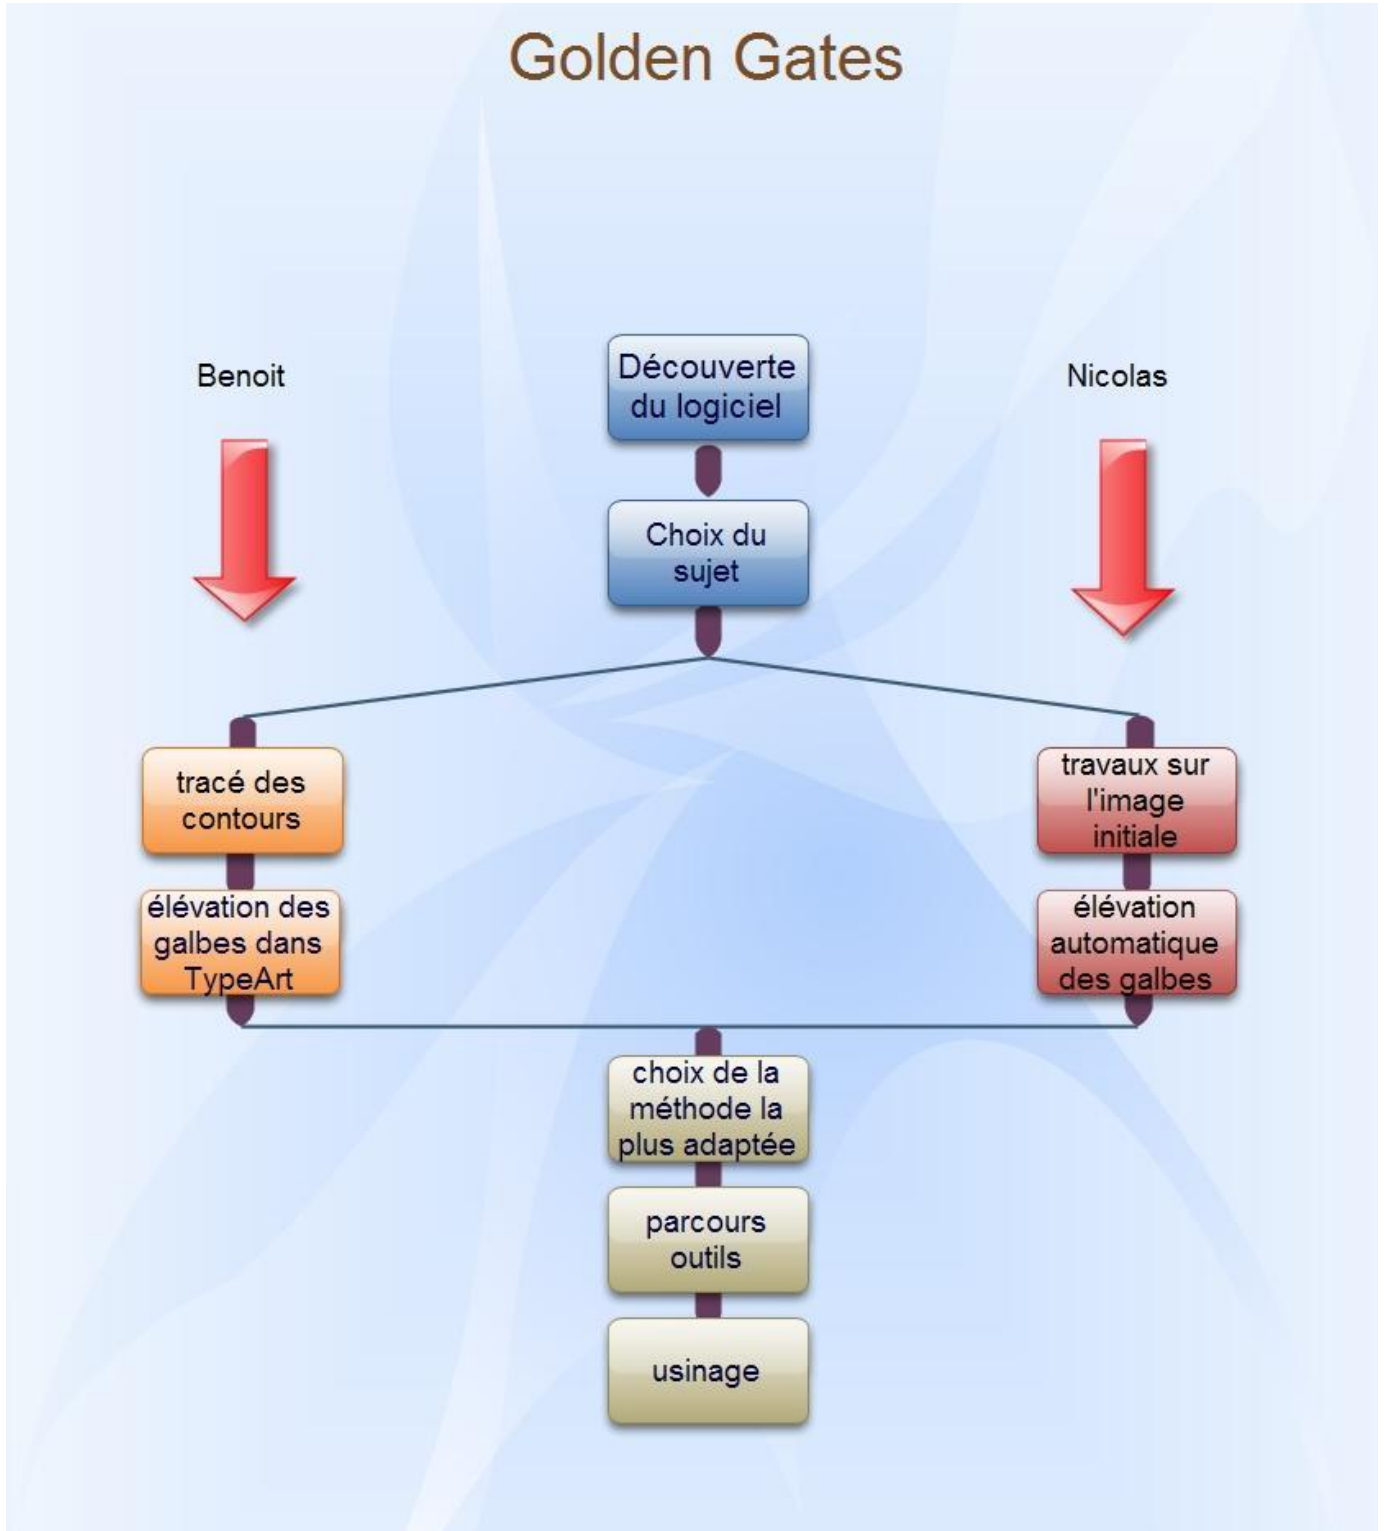 Golden Gates
Benoit
Découverte
du logiciel
Nicolas
Choix du
sujet
tracé des
contours
travaux sur
l'image
initiale
élévation des
galbes dans
TypeArt
élévation
automatique
des galbes
choix de la
méthode la
plus adaptée
parcours
outils
usinage